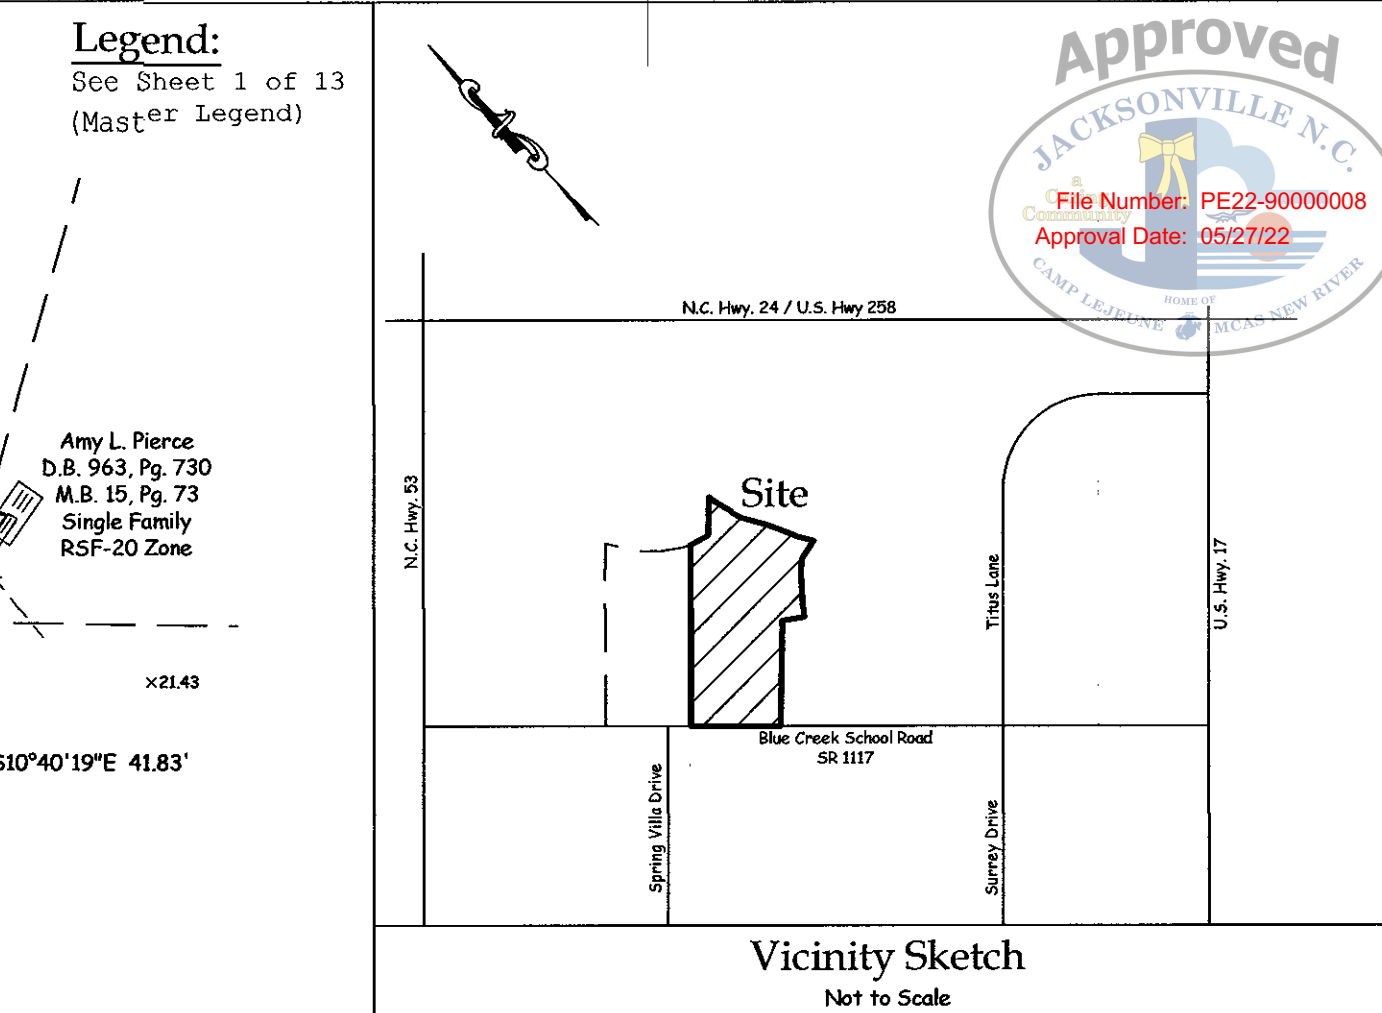 Legend:
See Sheet 1 of 13
(Master Legend)
Approved
JACKSONVILLE N.C.
a
Caring
Community
File Number: PE22-90000008
Approval Date: 05/27/22
HOME OF
CAMP LEJEUNE
MCAS NEW RIVER
N.C. Hwy. 24 / U.S. Hwy 258
Amy L. Pierce
D.B. 963, Pg. 730
M.B. 15, Pg. 73
Single Family
RSF-20 Zone
N.C. Hwy. 53
Site
Titus Lane
U.S. Hwy. 17
×21.43
S10°40'19"E 41.83'
Blue Creek School Road
SR 1117
Spring Villa Drive
Surrey Drive
Vicinity Sketch
Not to Scale